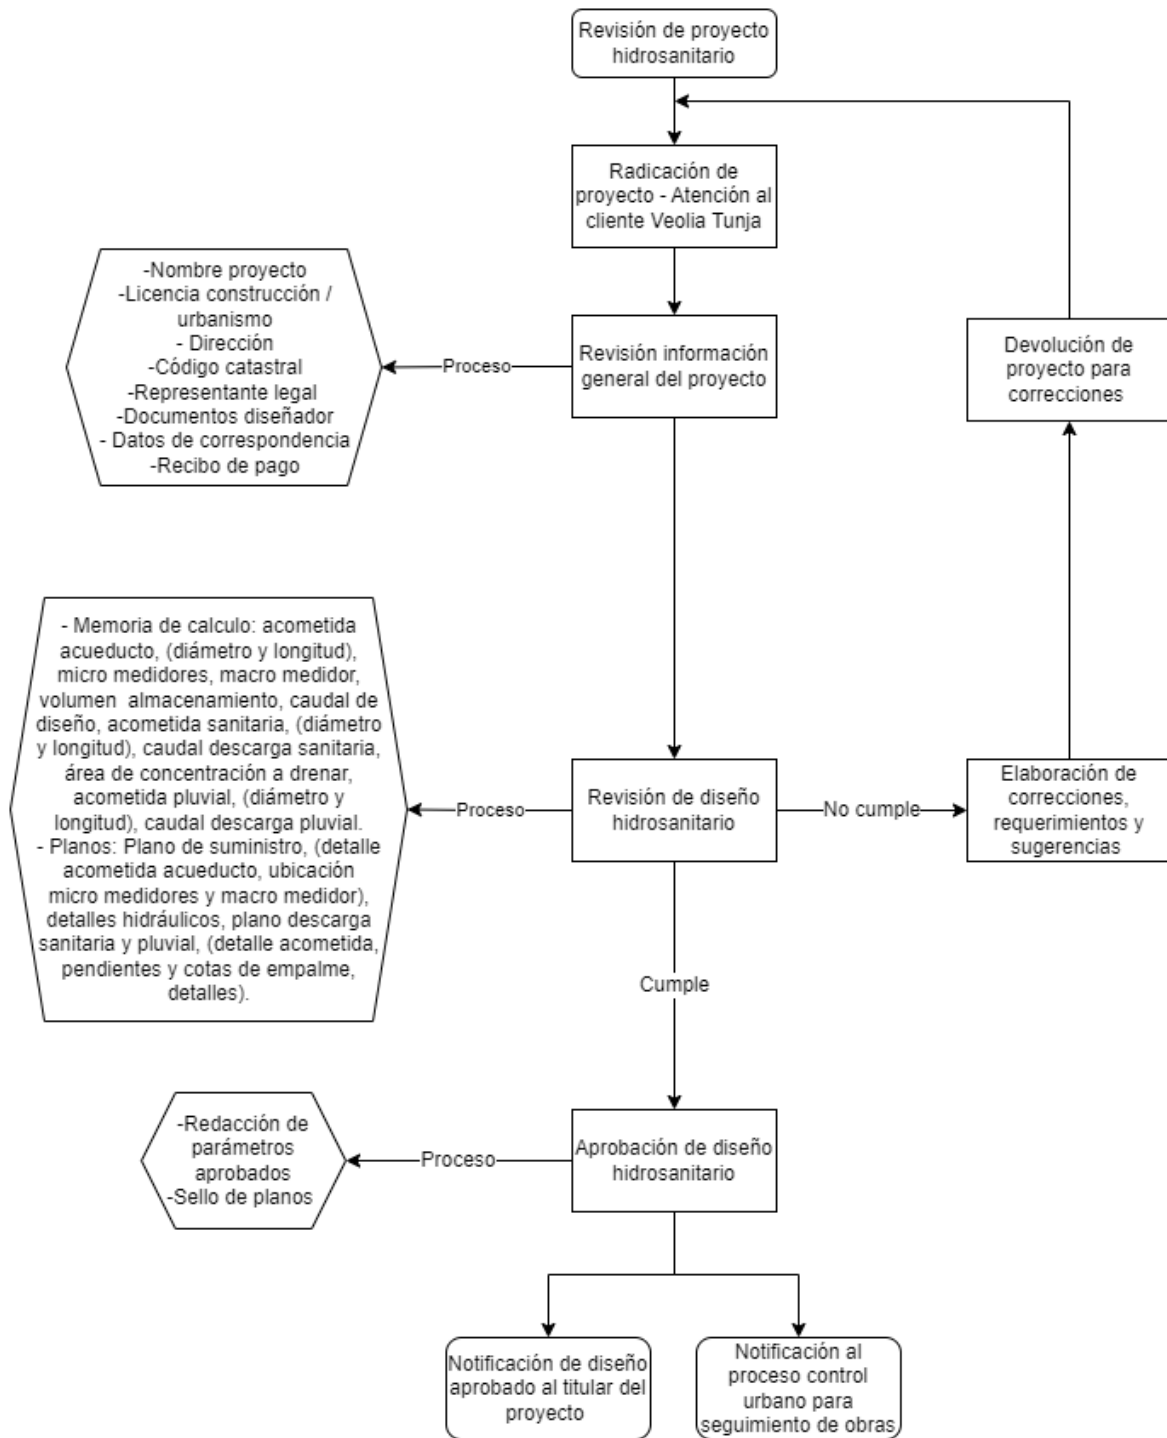 Revisión de proyecto
hidrosanitario
Radicación de
proyecto - Atención al
cliente Veolia Tunja
-Nombre proyecto
-Licencia construcción /
urbanismo
- Dirección
-Código catastral
-Representante legal
-Documentos diseñador
- Datos de correspondencia
-Recibo de pago
Proceso
Revisión información
general del proyecto
Devolución de
proyecto para
correcciones
- Memoria de calculo: acometida
acueducto, (diámetro y longitud),
micro medidores, macro medidor,
volumen almacenamiento, caudal de
diseño, acometida sanitaria, (diámetro
y longitud), caudal descarga sanitaria,
área de concentración a drenar,
acometida pluvial, (diámetro y
longitud), caudal descarga pluvial.
- Planos: Plano de suministro, (detalle
acometida acueducto, ubicación
micro medidores y macro medidor),
detalles hidráulicos, plano descarga
sanitaria y pluvial, (detalle acometida,
pendientes y cotas de empalme,
detalles).
Proceso
Revisión de diseño
hidrosanitario
No cumple
Elaboración de
correcciones,
requerimientos y
sugerencias
Cumple
-Redacción de
parámetros
aprobados
-Sello de planos
Proceso
Aprobación de diseño
hidrosanitario
Notificación de diseño
aprobado al titular del
proyecto
Notificación al
proceso control
urbano para
seguimiento de obras